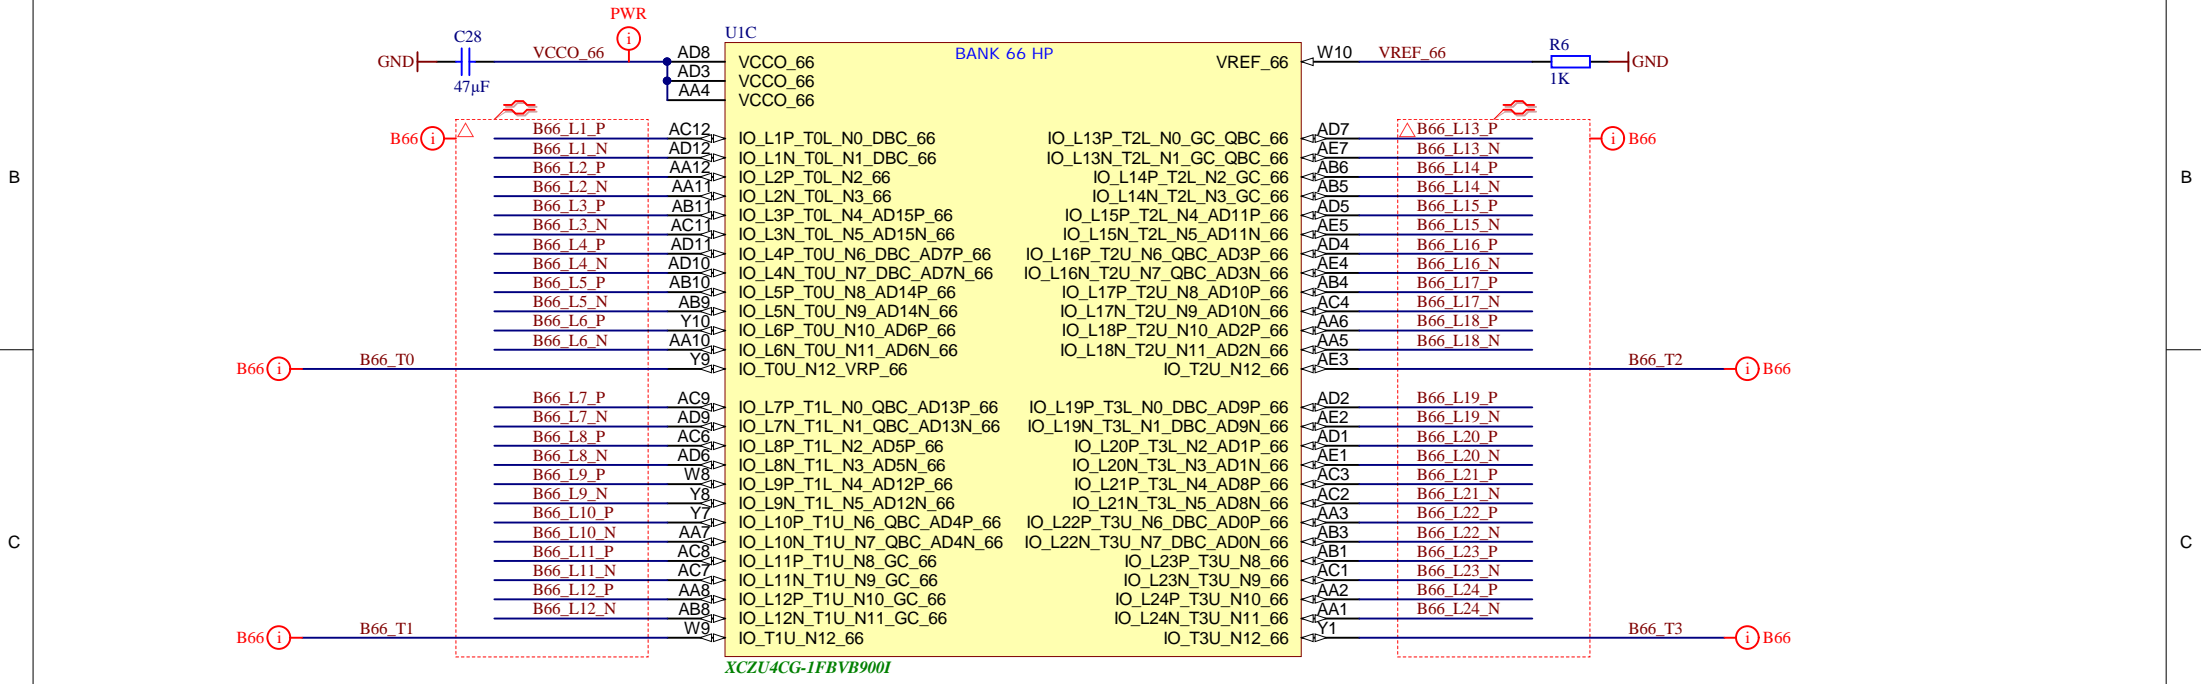 PWR
C28
U1C
R6
GND
VCCO_66
AD8
VCCO_66
BANK 66 HP
VREF_66
W10
VREF_66
GND
47µF
AD3
VCCO_66
1K
AA4
VCCO_66
B66
B66_L1_P AC12 IO_L1P_T0L_N0_DBC_66 IO_L13P_T2L_N0_GC_QBC_66 AD7 B66_L13_P
B66
B66_L1_N AD12 IO_L1N_T0L_N1_DBC_66 IO_L13N_T2L_N1_GC_QBC_66 AE7 B66_L13_N
B66_L2_P AA12 IO_L2P_T0L_N2_66 IO_L14P_T2L_N2_GC_66 AB6 B66_L14_P
B
B
B66_L2_N AA11 IO_L2N_T0L_N3_66 IO_L14N_T2L_N3_GC_66 AB5 B66_L14_N
B66_L3_P AB11 IO_L3P_T0L_N4_AD15P_66 IO_L15P_T2L_N4_AD11P_66 AD5 B66_L15_P
B66_L3_N AC11 IO_L3N_T0L_N5_AD15N_66 IO_L15N_T2L_N5_AD11N_66 AE5 B66_L15_N
B66_L4_P AD11 IO_L4P_T0U_N6_DBC_AD7P_66 IO_L16P_T2U_N6_QBC_AD3P_66 AD4 B66_L16_P
B66_L4_N AD10 IO_L4N_T0U_N7_DBC_AD7N_66 IO_L16N_T2U_N7_QBC_AD3N_66 AE4 B66_L16_N
B66_L5_P AB10 IO_L5P_T0U_N8_AD14P_66 IO_L17P_T2U_N8_AD10P_66 AB4 B66_L17_P
B66_L5_N AB9 IO_L5N_T0U_N9_AD14N_66 IO_L17N_T2U_N9_AD10N_66 AC4 B66_L17_N
B66_L6_P Y10 IO_L6P_T0U_N10_AD6P_66 IO_L18P_T2U_N10_AD2P_66 AA6 B66_L18_P
B66_L6_N AA10 IO_L6N_T0U_N11_AD6N_66 IO_L18N_T2U_N11_AD2N_66 AA5 B66_L18_N
B66 B66_T0 Y9 IO_T0U_N12_VRP_66 IO_T2U_N12_66 AE3 B66_T2 B66
B66_L7_P AC9 IO_L7P_T1L_N0_QBC_AD13P_66 IO_L19P_T3L_N0_DBC_AD9P_66 AD2 B66_L19_P
B66_L7_N AD9 IO_L7N_T1L_N1_QBC_AD13N_66 IO_L19N_T3L_N1_DBC_AD9N_66 AE2 B66_L19_N
B66_L8_P AC6 IO_L8P_T1L_N2_AD5P_66 IO_L20P_T3L_N2_AD1P_66 AD1 B66_L20_P
B66_L8_N AD6 IO_L8N_T1L_N3_AD5N_66 IO_L20N_T3L_N3_AD1N_66 AE1 B66_L20_N
B66_L9_P W8 IO_L9P_T1L_N4_AD12P_66 IO_L21P_T3L_N4_AD8P_66 AC3 B66_L21_P
B66_L9_N Y8 IO_L9N_T1L_N5_AD12N_66 IO_L21N_T3L_N5_AD8N_66 AC2 B66_L21_N
B66_L10_P Y7 IO_L10P_T1U_N6_QBC_AD4P_66 IO_L22P_T3U_N6_DBC_AD0P_66 AA3 B66_L22_P
B66_L10_N AA7 IO_L10N_T1U_N7_QBC_AD4N_66 IO_L22N_T3U_N7_DBC_AD0N_66 AB3 B66_L22_N
C
C
B66_L11_P AC8 IO_L11P_T1U_N8_GC_66 IO_L23P_T3U_N8_66 AB1 B66_L23_P
B66_L11_N AC7 IO_L11N_T1U_N9_GC_66 IO_L23N_T3U_N9_66 AC1 B66_L23_N
B66_L12_P AA8 IO_L12P_T1U_N10_GC_66 IO_L24P_T3U_N10_66 AA2 B66_L24_P
B66_L12_N AB8 IO_L12N_T1U_N11_GC_66 IO_L24N_T3U_N11_66 AA1 B66_L24_N
B66 B66_T1 W9 IO_T1U_N12_66 IO_T3U_N12_66 Y1 B66_T3 B66
XCZU4CG-1FBVB900I